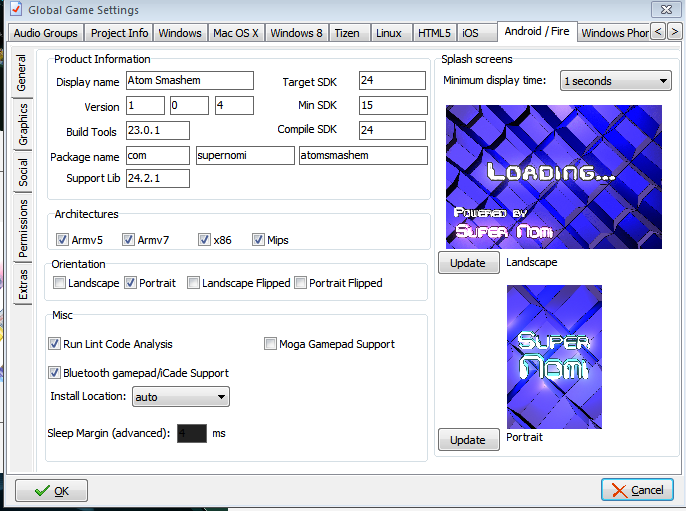 Global Game Settings
Audio Groups Project Info Windows Mac OS X Windows 8 Tizen Linux HTML5 iOS Android / Fire Windows Phor < >
General
Graphics
Social
Permissions
Extras
Product Information
Display name Atom Smashem Target SDK 24
Version 1 0 4 Min SDK 15
Build Tools 23.0.1 Compile SDK 24
Package name com supernomi atomsmashem
Support Lib 24.2.1
Architectures
Armv5 Armv7 x86 Mips
Orientation
Landscape Portrait Landscape Flipped Portrait Flipped
Misc
Run Lint Code Analysis Moga Gamepad Support
Bluetooth gamepad/iCade Support
Install Location: auto
Sleep Margin (advanced): 4 ms
Splash screens
Minimum display time: 1 seconds
Loading...
Powered by
Super Nomi
Update Landscape
Super
Nomi
Update Portrait
OK Cancel